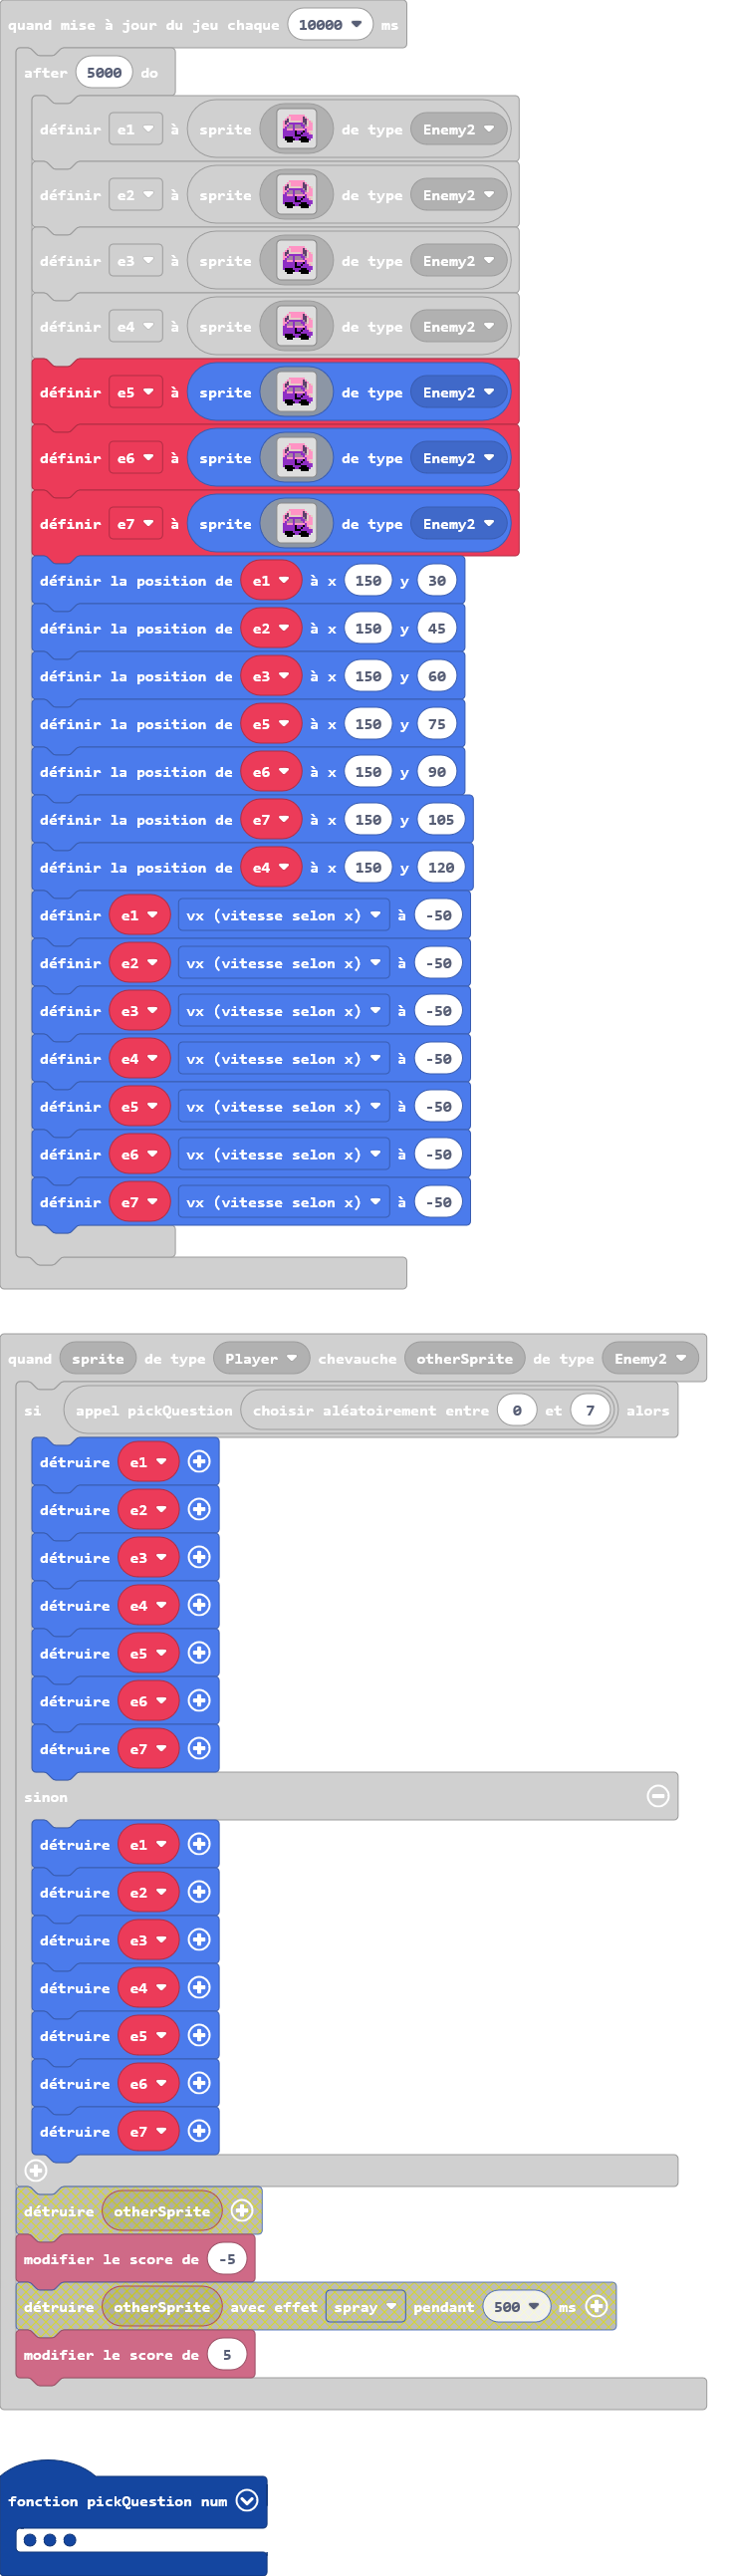 quand mise à jour du jeu chaque 10000 ms
after 5000 do
définir e1 à sprite de type Enemy2
définir e2 à sprite de type Enemy2
définir e3 à sprite de type Enemy2
définir e4 à sprite de type Enemy2
définir e5 à sprite de type Enemy2
définir e6 à sprite de type Enemy2
définir e7 à sprite de type Enemy2
définir la position de e1 à x 150 y 30
définir la position de e2 à x 150 y 45
définir la position de e3 à x 150 y 60
définir la position de e5 à x 150 y 75
définir la position de e6 à x 150 y 90
définir la position de e7 à x 150 y 105
définir la position de e4 à x 150 y 120
définir e1 vx (vitesse selon x) à -50
définir e2 vx (vitesse selon x) à -50
définir e3 vx (vitesse selon x) à -50
définir e4 vx (vitesse selon x) à -50
définir e5 vx (vitesse selon x) à -50
définir e6 vx (vitesse selon x) à -50
définir e7 vx (vitesse selon x) à -50
quand sprite de type Player chevauche otherSprite de type Enemy2
si appel pickQuestion choisir aléatoirement entre 0 et 7 alors
détruire e1
détruire e2
détruire e3
détruire e4
détruire e5
détruire e6
détruire e7
sinon
détruire e1
détruire e2
détruire e3
détruire e4
détruire e5
détruire e6
détruire e7
détruire otherSprite
modifier le score de -5
détruire otherSprite avec effet spray pendant 500 ms
modifier le score de 5
fonction pickQuestion num